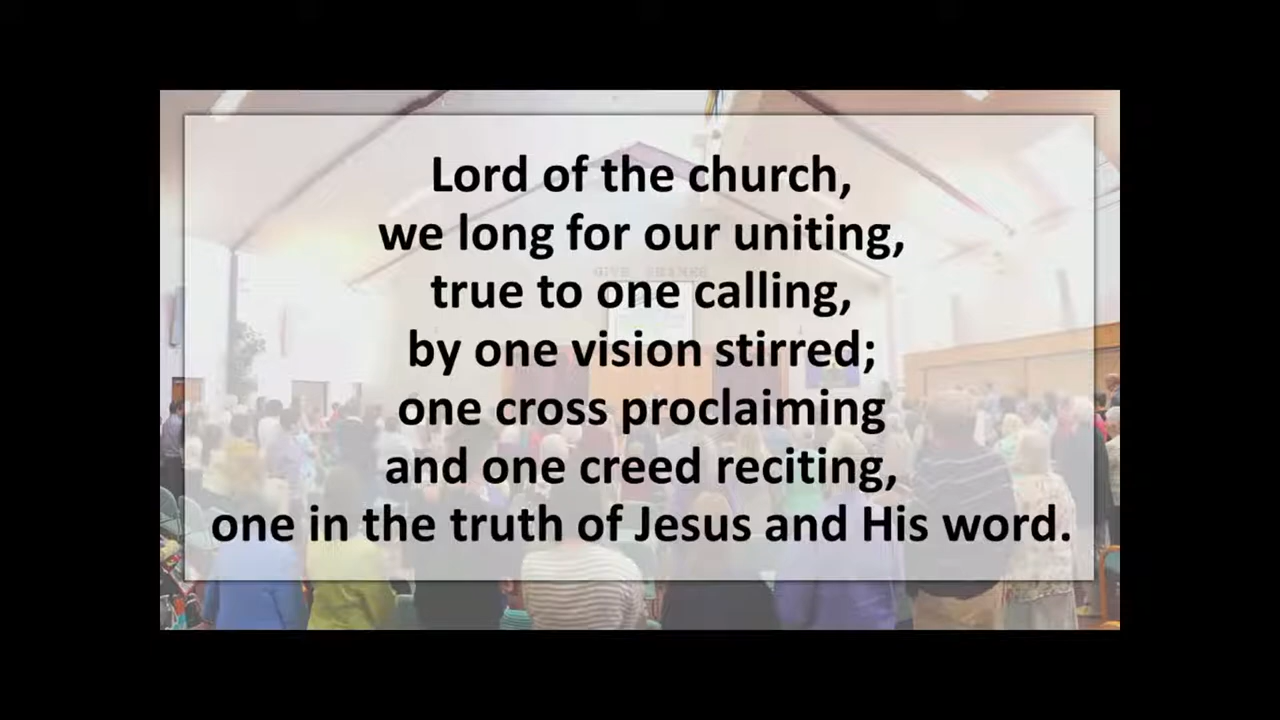 Lord of the church,
we long for our uniting,
true to one calling,
by one vision stirred;
one cross proclaiming
and one creed reciting,
one in the truth of Jesus and His word.